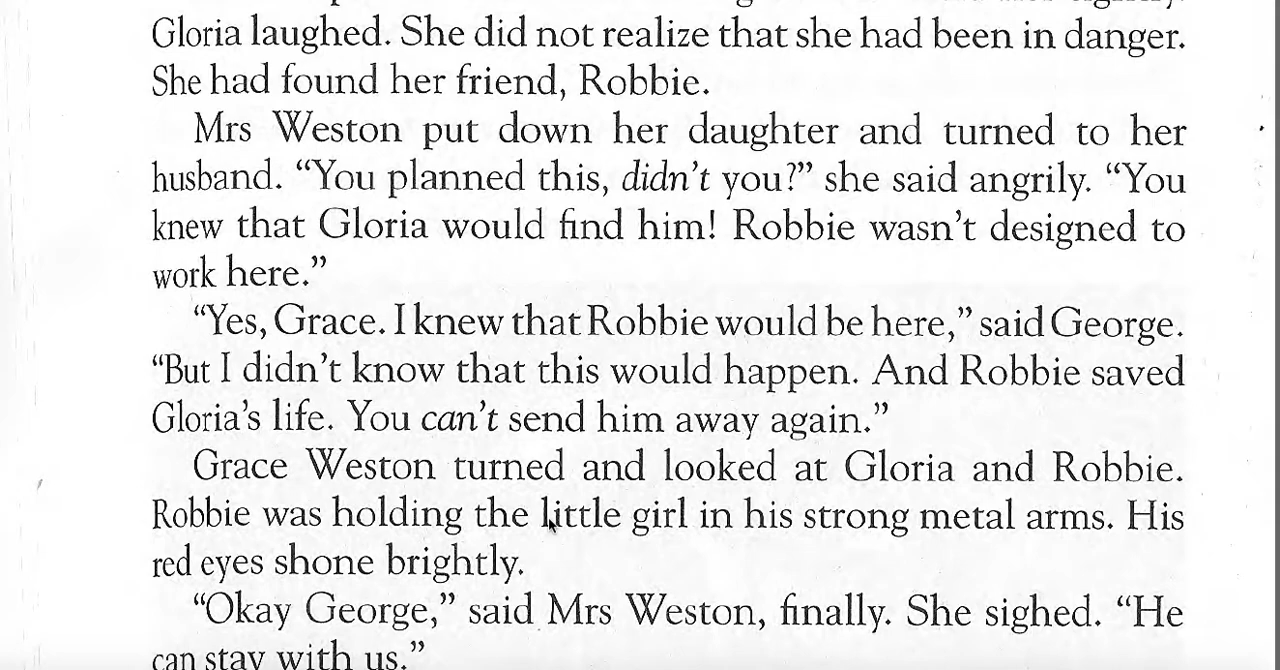 Gloria laughed. She did not realize that she had been in danger.
She had found her friend, Robbie.
Mrs Weston put down her daughter and turned to her
husband. “You planned this, didn’t you?” she said angrily. “You
knew that Gloria would find him! Robbie wasn’t designed to
work here.”
“Yes, Grace. I knew that Robbie would be here,” said George.
“But I didn’t know that this would happen. And Robbie saved
Gloria’s life. You can’t send him away again.”
Grace Weston turned and looked at Gloria and Robbie.
Robbie was holding the little girl in his strong metal arms. His
red eyes shone brightly.
“Okay George,” said Mrs Weston, finally. She sighed. “He
can stay with us.”